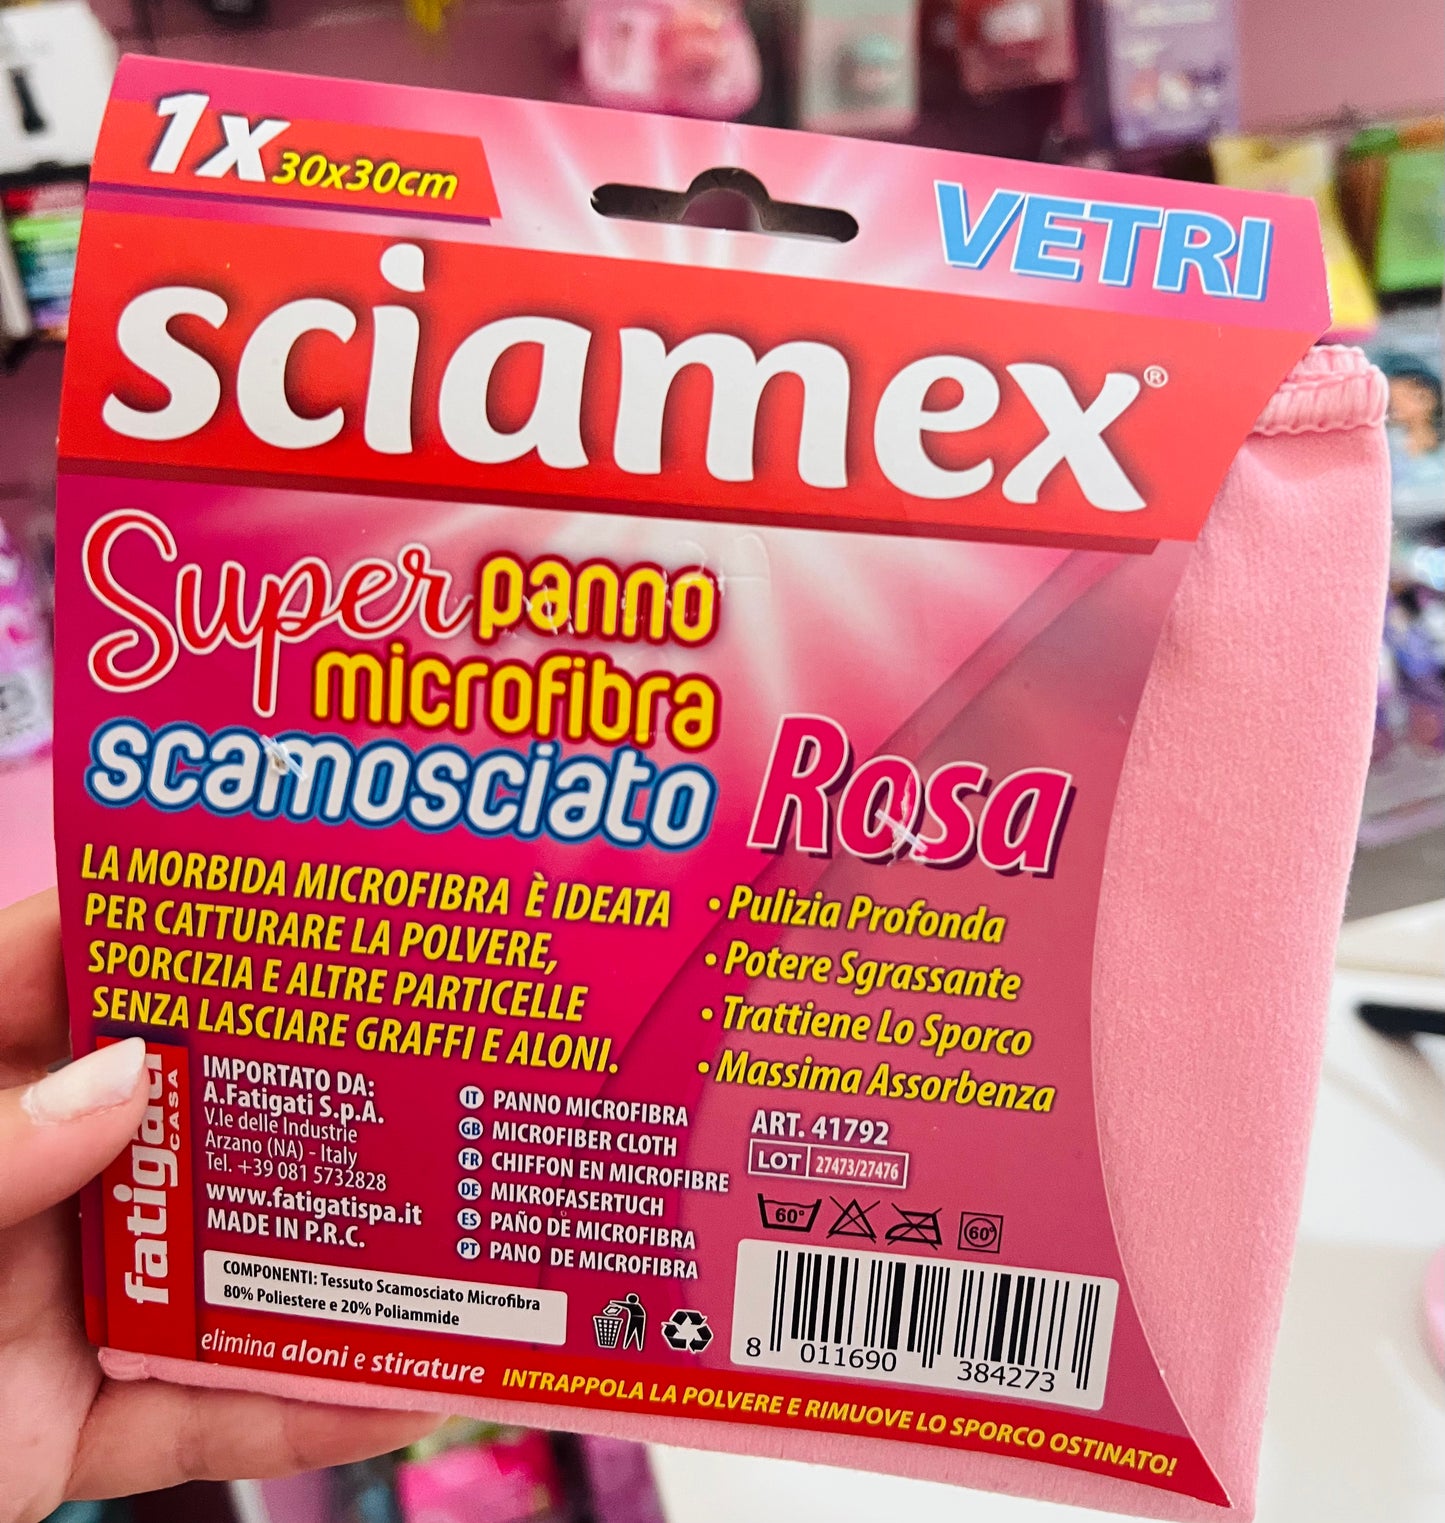 1X 30x30cm
VETRI
sciamex®
Super panno
microfibra
scamosciato
Rosa
LA MORBIDA MICROFIBRA È IDEATA
PER CATTURARE LA POLVERE,
SPORCIZIA E ALTRE PARTICELLE
SENZA LASCIARE GRAFFI E ALONI.
• Pulizia Profonda
• Potere Sgrassante
• Trattiene Lo Sporco
• Massima Assorbenza
fatigati
CASA
IMPORTATO DA:
A.Fatigati S.p.A.
V.le delle Industrie
Arzano (NA) - Italy
Tel. +39 081 5732828
www.fatigatispa.it
MADE IN P.R.C.
IT PANNO MICROFIBRA
GB MICROFIBER CLOTH
FR CHIFFON EN MICROFIBRE
DE MIKROFASERTUCH
ES PAÑO DE MICROFIBRA
PT PANO DE MICROFIBRA
ART. 41792
LOT 27473/27476
60° 60°
COMPONENTI: Tessuto Scamosciato Microfibra
80% Poliestere e 20% Poliammide
8 011690 384273
elimina aloni e stirature
INTRAPPOLA LA POLVERE E RIMUOVE LO SPORCO OSTINATO!